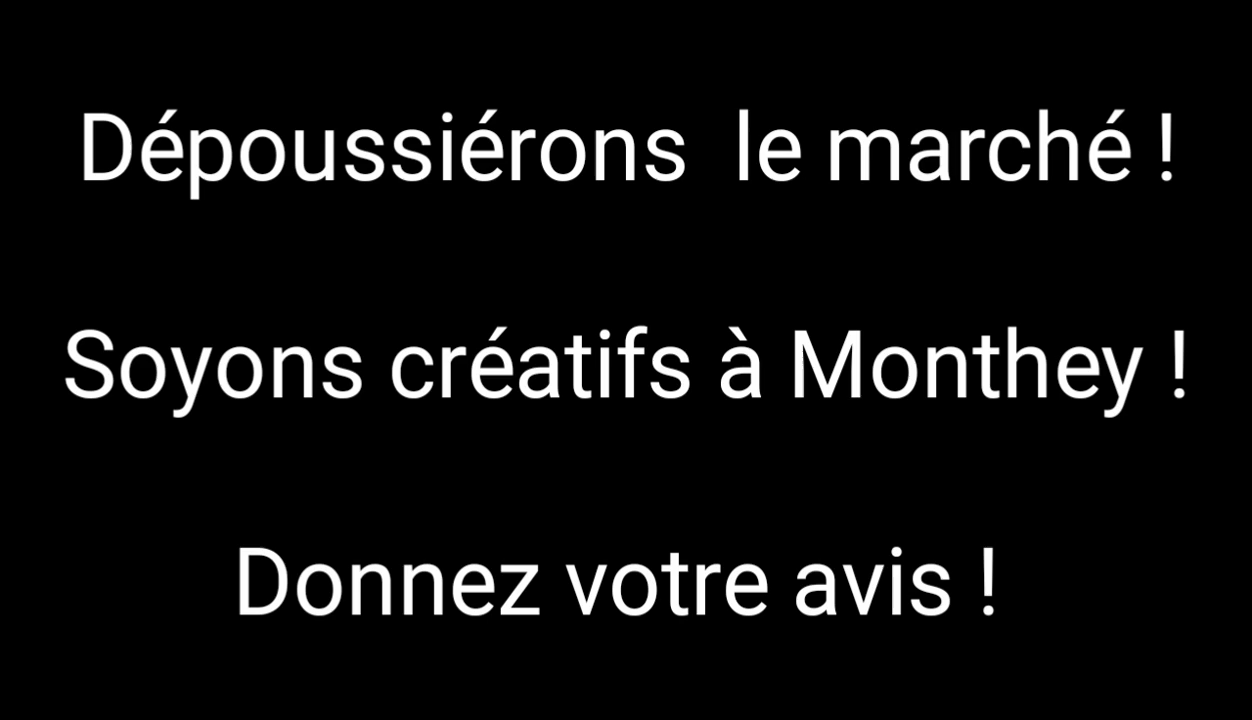 Dépoussiérons  le marché !
Soyons créatifs à Monthey !
Donnez votre avis !